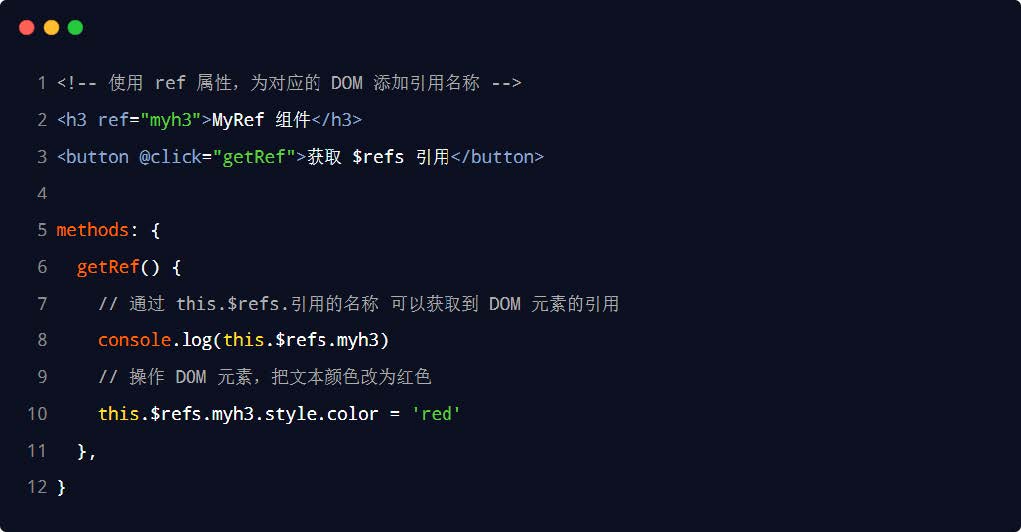 1 <!-- 使用 ref 属性，为对应的 DOM 添加引用名称 -->
2 <h3 ref="myh3">MyRef 组件</h3>
3 <button @click="getRef">获取 $refs 引用</button>
4
5 methods: {
6   getRef() {
7     // 通过 this.$refs.引用的名称 可以获取到 DOM 元素的引用
8     console.log(this.$refs.myh3)
9     // 操作 DOM 元素，把文本颜色改为红色
10     this.$refs.myh3.style.color = 'red'
11   },
12 }